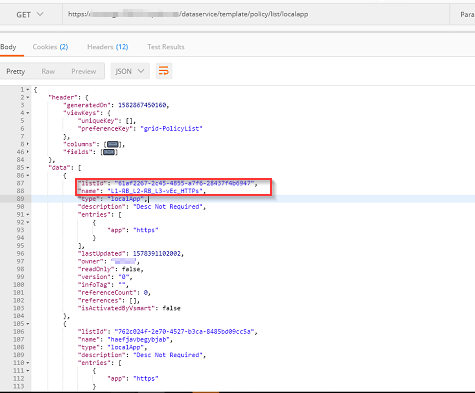 GET https:// /dataservice/template/policy/list/localapp Para
Body Cookies (2) Headers (12) Test Results
Pretty Raw Preview JSON
1 {
2 "header": {
3 "generatedOn": 1582867450160,
4 "viewKeys": {
5 "uniqueKey": [],
6 "preferenceKey": "grid-PolicyList"
7 },
8 "columns": [ ],
45 "fields": [ ]
84 },
85 "data": [
86 {
87 "listId": "61af2267-2c45-4855-a7f6-28437f4b6947",
88 "name": "L1-RB_L2-RB_L3-vEc_HTTPs",
89 "type": "localApp",
90 "description": "Desc Not Required",
91 "entries": [
92 {
93 "app": "https"
94 }
95 ],
96 "lastUpdated": 1578391102002,
97 "owner": " ",
98 "readOnly": false,
99 "version": "0",
100 "infoTag": "",
101 "referenceCount": 0,
102 "references": [],
103 "isActivatedByVsmart": false
104 },
105 {
106 "listId": "762c024f-2e70-4527-b3ca-8485bd09cc5a",
107 "name": "haefjavbegybjab",
108 "type": "localApp",
109 "description": "Desc Not Required",
110 "entries": [
111 {
112 "app": "https"
113 }